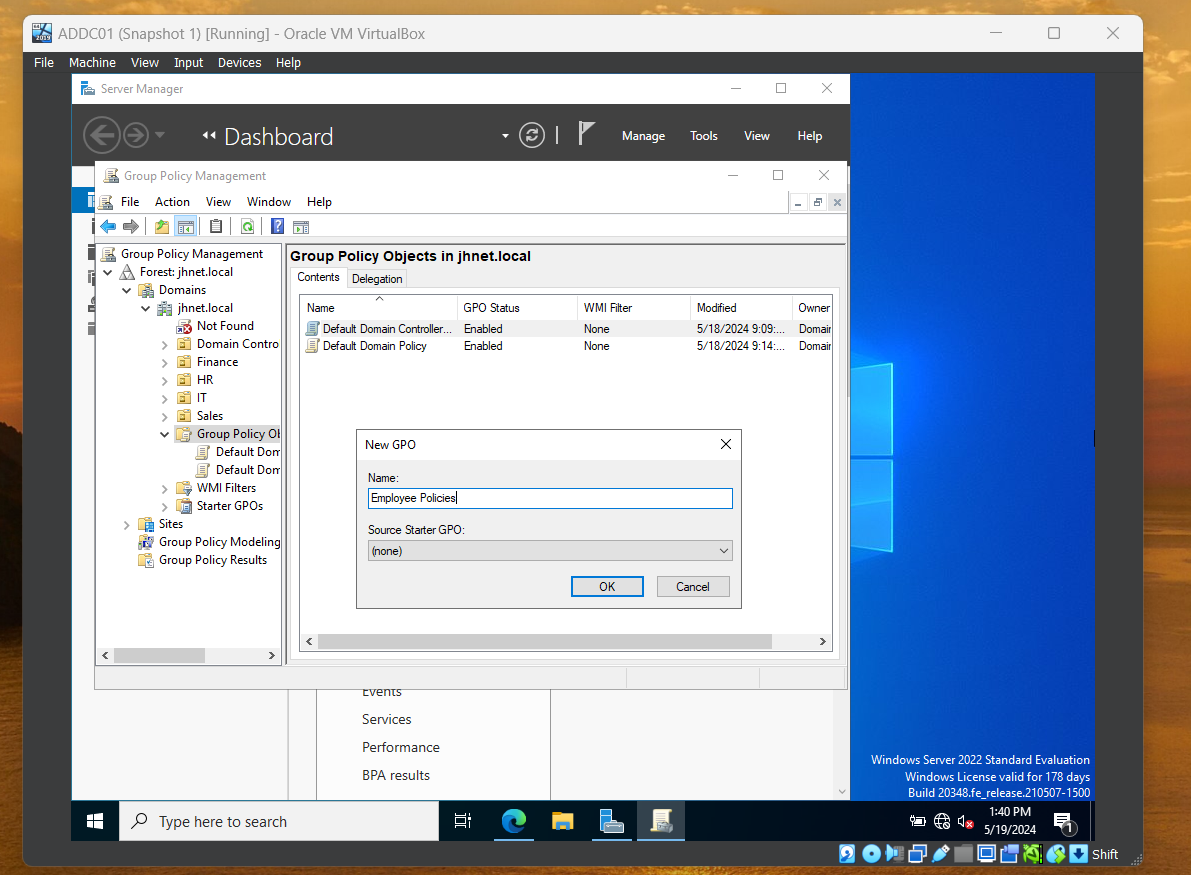 ADDC01 (Snapshot 1) [Running] - Oracle VM VirtualBox
File Machine View Input Devices Help
Server Manager
Dashboard
Manage Tools View Help
Group Policy Management
File Action View Window Help
Group Policy Management
Forest: jhnet.local
Domains
jhnet.local
Not Found
Domain Contro
Finance
HR
IT
Sales
Group Policy Ob
Default Dom
Default Dom
WMI Filters
Starter GPOs
Sites
Group Policy Modeling
Group Policy Results
Group Policy Objects in jhnet.local
Contents Delegation
Name GPO Status WMI Filter Modified Owner
Default Domain Controller... Enabled None 5/18/2024 9:09:... Domain
Default Domain Policy Enabled None 5/18/2024 9:14:... Domain
New GPO
Name:
Employee Policies
Source Starter GPO:
(none)
OK Cancel
Events
Services
Performance
BPA results
Windows Server 2022 Standard Evaluation
Windows License valid for 178 days
Build 20348.fe_release.210507-1500
Type here to search
1:40 PM
5/19/2024
1
Shift